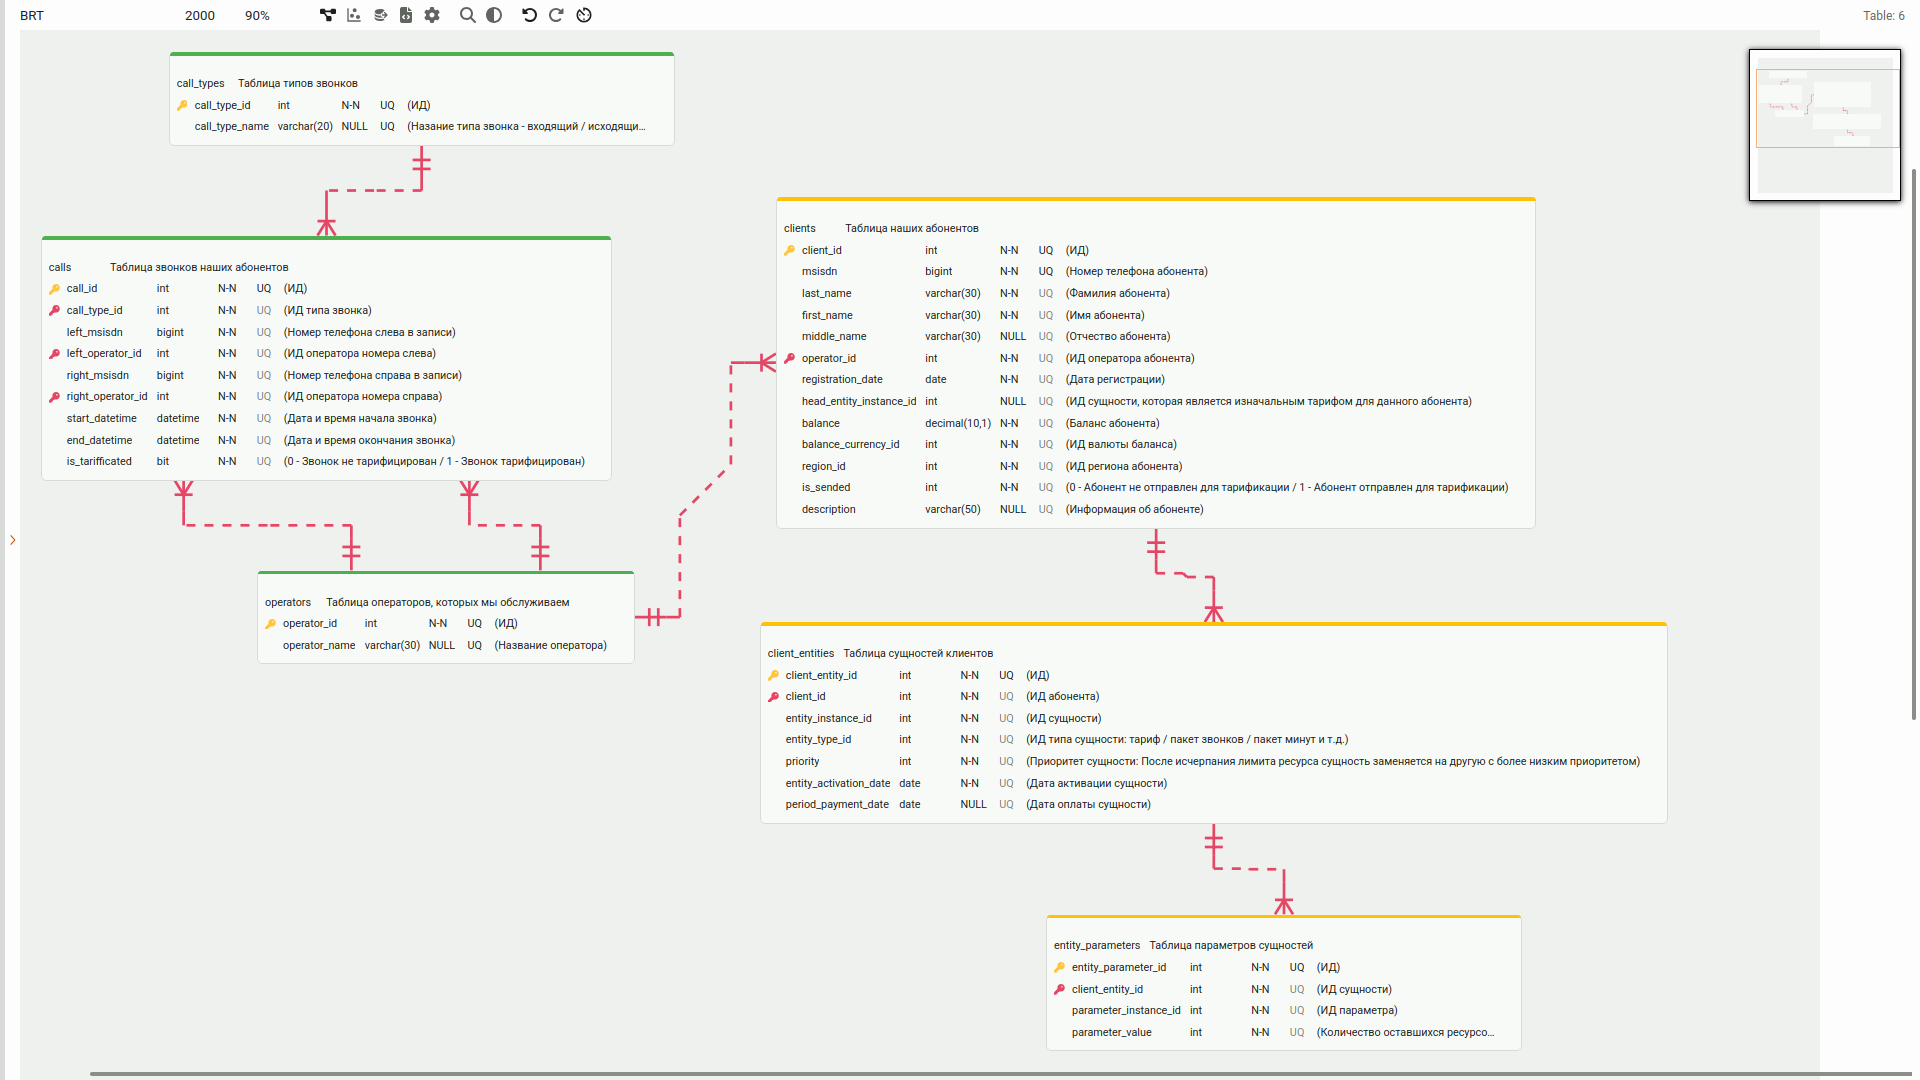 BRT 2000 90% Table: 6
call_types Таблица типов звонков
call_type_id int N-N UQ (ИД)
call_type_name varchar(20) NULL UQ (Назание типа звонка - входящий / исходящи...
calls Таблица звонков наших абонентов
call_id int N-N UQ (ИД)
call_type_id int N-N UQ (ИД типа звонка)
left_msisdn bigint N-N UQ (Номер телефона слева в записи)
left_operator_id int N-N UQ (ИД оператора номера слева)
right_msisdn bigint N-N UQ (Номер телефона справа в записи)
right_operator_id int N-N UQ (ИД оператора номера справа)
start_datetime datetime N-N UQ (Дата и время начала звонка)
end_datetime datetime N-N UQ (Дата и время окончания звонка)
is_tarificated bit N-N UQ (0 - Звонок не тарифицирован / 1 - Звонок тарифицирован)
operators Таблица операторов, которых мы обслуживаем
operator_id int N-N UQ (ИД)
operator_name varchar(30) NULL UQ (Название оператора)
clients Таблица наших абонентов
client_id int N-N UQ (ИД)
msisdn bigint N-N UQ (Номер телефона абонента)
last_name varchar(30) N-N UQ (Фамилия абонента)
first_name varchar(30) N-N UQ (Имя абонента)
middle_name varchar(30) NULL UQ (Отчество абонента)
operator_id int N-N UQ (ИД оператора абонента)
registration_date date N-N UQ (Дата регистрации)
head_entity_instance_id int NULL UQ (ИД сущности, которая является изначальным тарифом для данного абонента)
balance decimal(10,1) N-N UQ (Баланс абонента)
balance_currency_id int N-N UQ (ИД валюты баланса)
region_id int N-N UQ (ИД региона абонента)
is_sended int N-N UQ (0 - Абонент не отправлен для тарификации / 1 - Абонент отправлен для тарификации)
description varchar(50) NULL UQ (Информация об абоненте)
client_entities Таблица сущностей клиентов
client_entity_id int N-N UQ (ИД)
client_id int N-N UQ (ИД абонента)
entity_instance_id int N-N UQ (ИД сущности)
entity_type_id int N-N UQ (ИД типа сущности: тариф / пакет звонков / пакет минут и т.д.)
priority int N-N UQ (Приоритет сущности: После исчерпания лимита ресурса сущность заменяется на другую с более низким приоритетом)
entity_activation_date date N-N UQ (Дата активации сущности)
period_payment_date date NULL UQ (Дата оплаты сущности)
entity_parameters Таблица параметров сущностей
entity_parameter_id int N-N UQ (ИД)
client_entity_id int N-N UQ (ИД сущности)
parameter_instance_id int N-N UQ (ИД параметра)
parameter_value int N-N UQ (Количество оставшихся ресурсо...